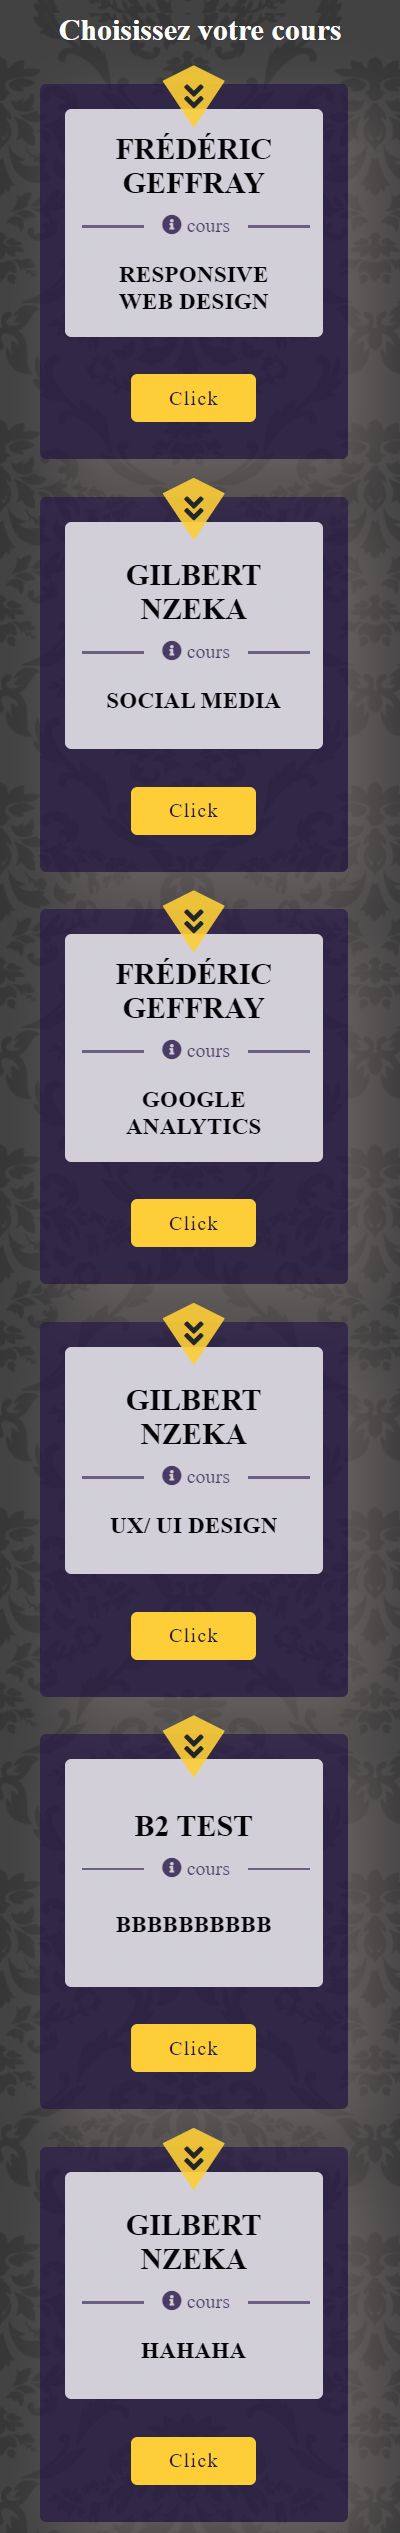 Choisissez votre cours
FRÉDÉRIC
GEFFRAY
cours
RESPONSIVE
WEB DESIGN
Click
GILBERT
NZEKA
cours
SOCIAL MEDIA
Click
FRÉDÉRIC
GEFFRAY
cours
GOOGLE
ANALYTICS
Click
GILBERT
NZEKA
cours
UX/ UI DESIGN
Click
B2 TEST
cours
BBBBBBBBBB
Click
GILBERT
NZEKA
cours
HAHAHA
Click